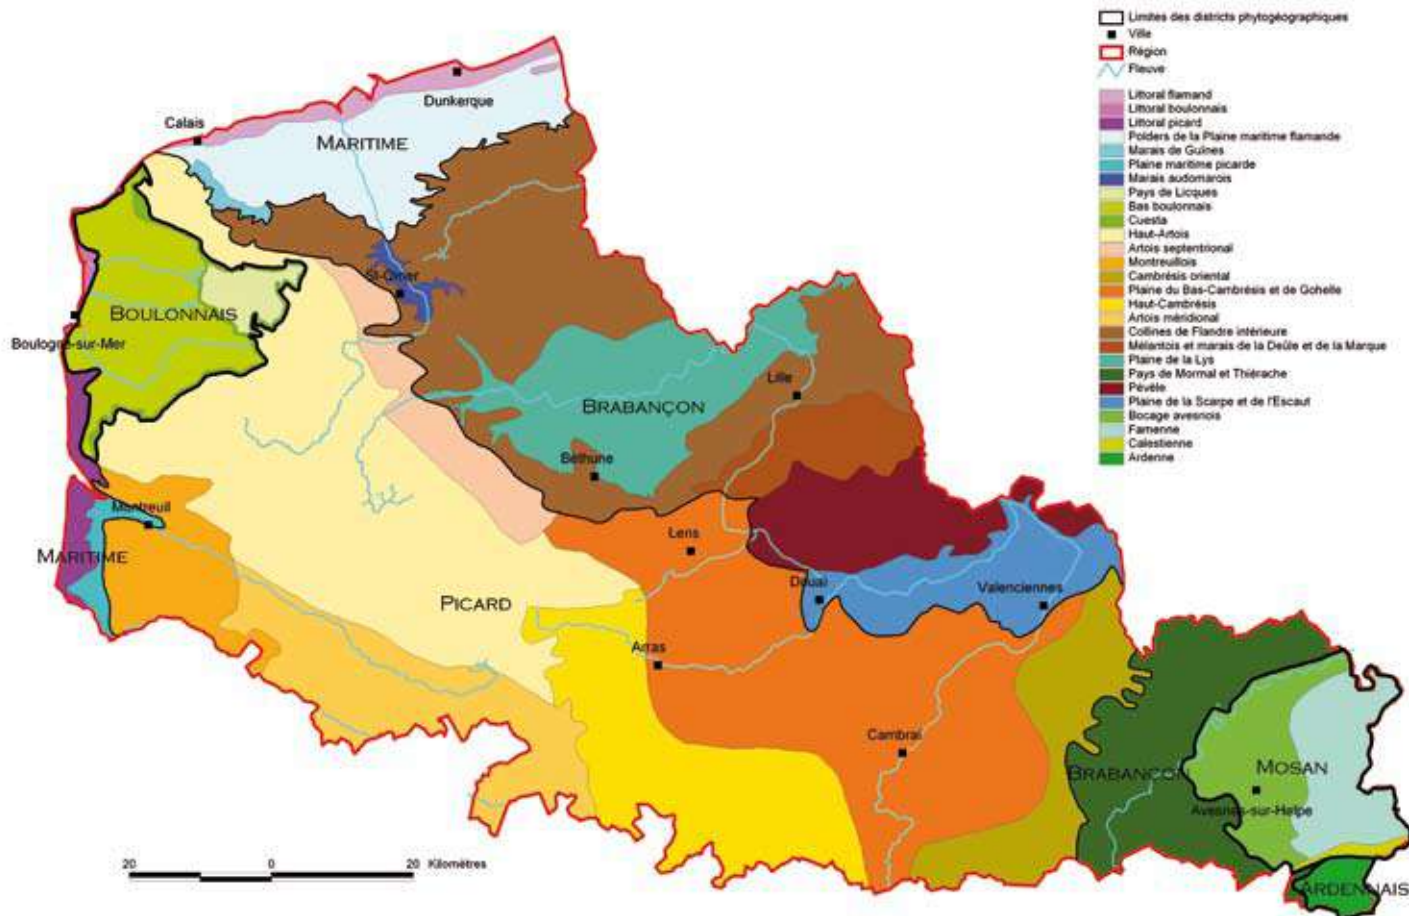 Limites des districts phytogéographiques
Ville
Région
Fleuve
Littoral flamand
Littoral boulonnais
Littoral picard
Polders de la Plaine maritime flamande
Marais de Guînes
Plaine maritime picarde
Marais audomarois
Pays de Licques
Bas boulonnais
Cuesta
Haut-Artois
Artois septentrional
Montreuillois
Cambrésis oriental
Plaine du Bas-Cambrésis et de Gohelle
Haut-Cambrésis
Artois méridional
Collines de Flandre intérieure
Mélantois et marais de la Deûle et de la Marque
Plaine de la Lys
Pays de Mormal et Thiérache
Pévèle
Plaine de la Scarpe et de l'Escaut
Bocage avesnois
Famenne
Calestienne
Ardenne
Dunkerque
Calais
MARITIME
St-Omer
BOULONNAIS
Boulogne-sur-Mer
Lille
BRABANÇON
Béthune
Montreuil
Lens
MARITIME
Douai
Valenciennes
PICARD
Arras
Cambrai
BRABANÇON
MOSAN
Avesnes-sur-Helpe
20 0 20 Kilomètres
ARDENNAIS